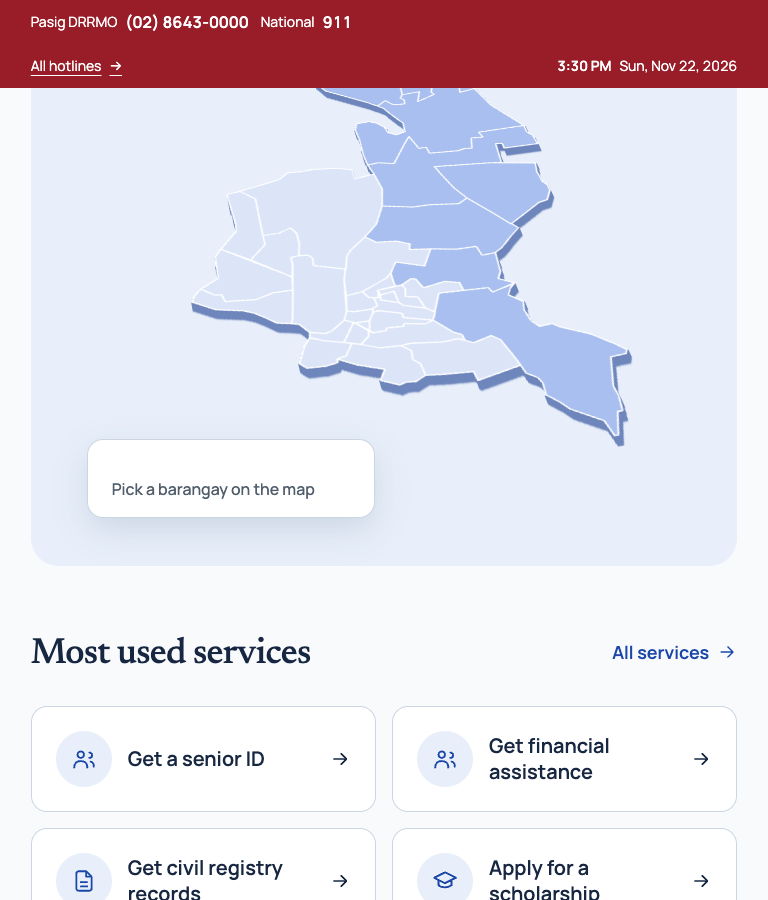 Pasig DRRMO (02) 8643-0000 National 911
All hotlines →
3:30 PM Sun, Nov 22, 2026
Pick a barangay on the map
Most used services
All services →
Get a senior ID →
Get financial
assistance →
Get civil registry
records →
Apply for a
scholarship →